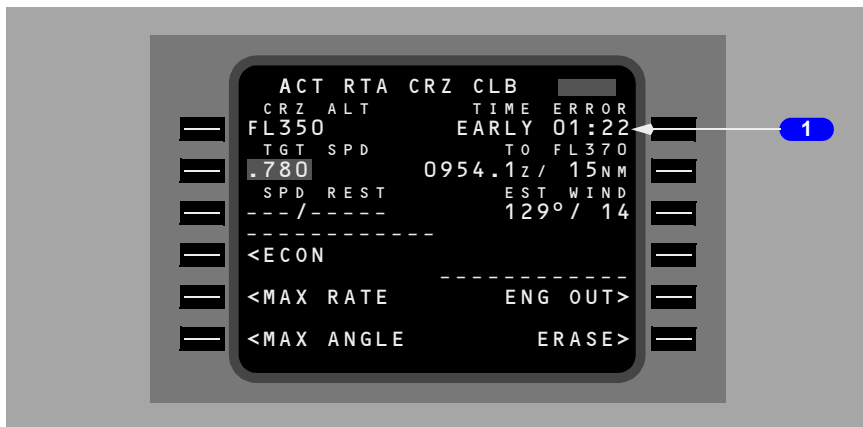 ACT RTA CRZ CLB
CRZ ALT TIME ERROR
FL350 EARLY 01:22
1
TGT SPD TO FL370
.780 0954.1z/ 15NM
SPD REST EST WIND
---/----- 129°/ 14
------------
<ECON
------------
<MAX RATE ENG OUT>
<MAX ANGLE ERASE>